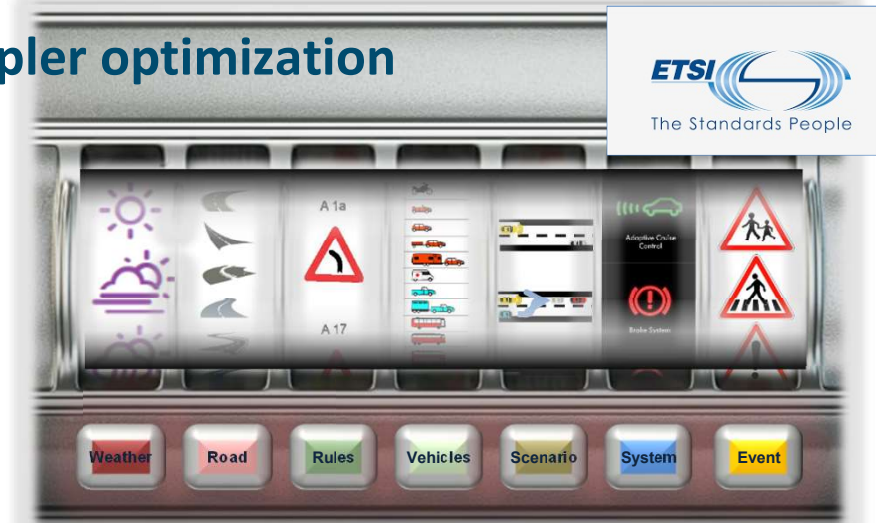 pler optimization
ETSI
The Standards People
A 1a
Adaptive Cruise
Control
A 17
Brake System
Weather
Road
Rules
Vehicles
Scenario
System
Event